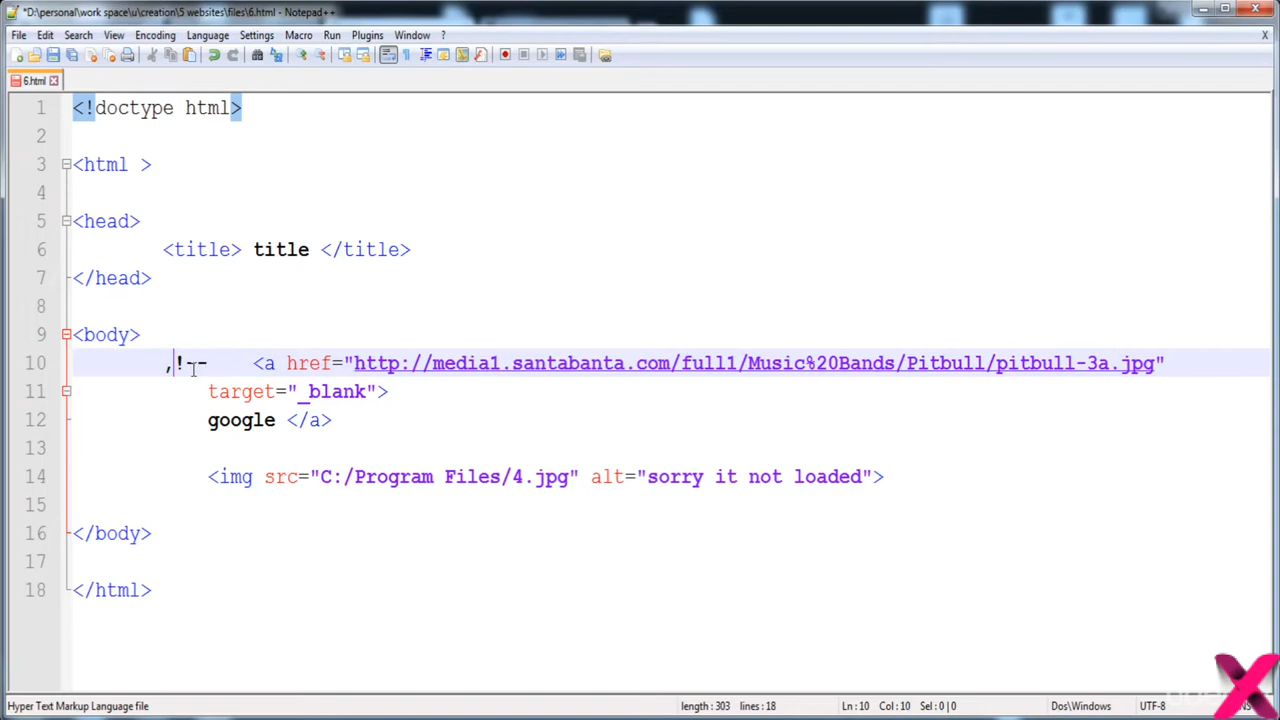 *D:\personal\work space\u\creation\5 websites\files\6.html - Notepad++
File Edit Search View Encoding Language Settings Macro Run Plugins Window ? X
6.html
1 <!doctype html>
2
3 <html >
4
5 <head>
6 <title> title </title>
7 </head>
8
9 <body>
10 ,!-- <a href="http://media1.santabanta.com/full1/Music%20Bands/Pitbull/pitbull-3a.jpg"
11 target="_blank">
12 google </a>
13
14 <img src="C:/Program Files/4.jpg" alt="sorry it not loaded">
15
16 </body>
17
18 </html>
Hyper Text Markup Language file length : 303 lines : 18 Ln : 10 Col : 10 Sel : 0 | 0 Dos\Windows UTF-8